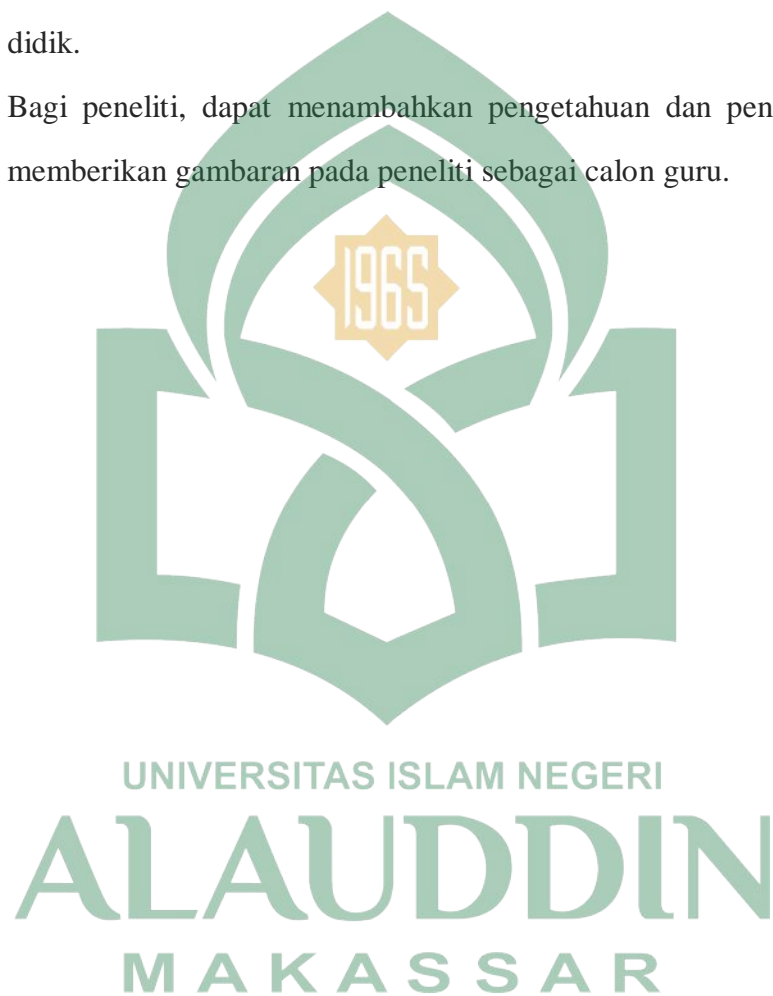 didik.
Bagi peneliti, dapat menambahkan pengetahuan dan pen
memberikan gambaran pada peneliti sebagai calon guru.
1965
UNIVERSITAS ISLAM NEGERI
ALAUDDIN
MAKASSAR